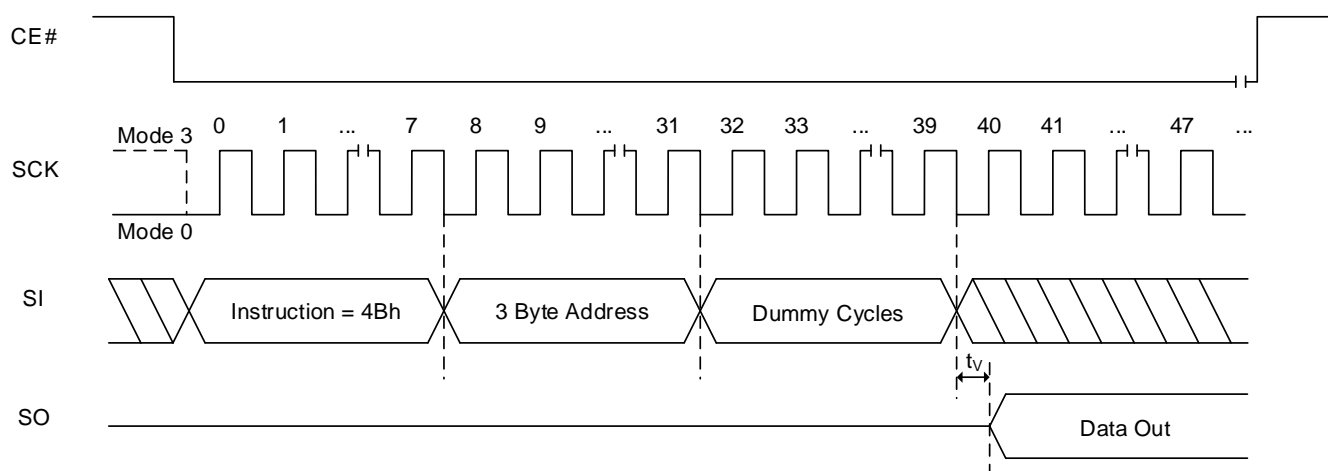 CE#
Mode 3
0 1 ... 7 8 9 ... 31 32 33 ... 39 40 41 ... 47 ...
SCK
Mode 0
SI
Instruction = 4Bh
3 Byte Address
Dummy Cycles
tV
SO
Data Out